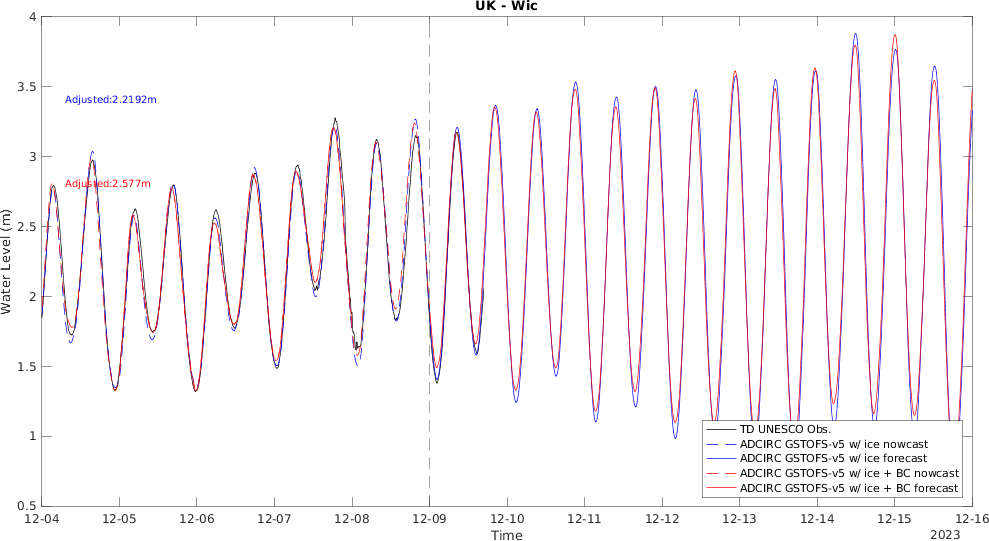 UK - Wic
4
3.5
3
2.5
2
1.5
1
0.5
Water Level (m)
Adjusted:2.2192m
Adjusted:2.577m
TD UNESCO Obs.
ADCIRC GSTOFS-v5 w/ ice nowcast
ADCIRC GSTOFS-v5 w/ ice forecast
ADCIRC GSTOFS-v5 w/ ice + BC nowcast
ADCIRC GSTOFS-v5 w/ ice + BC forecast
12-04 12-05 12-06 12-07 12-08 12-09 12-10 12-11 12-12 12-13 12-14 12-15 12-16
Time
2023